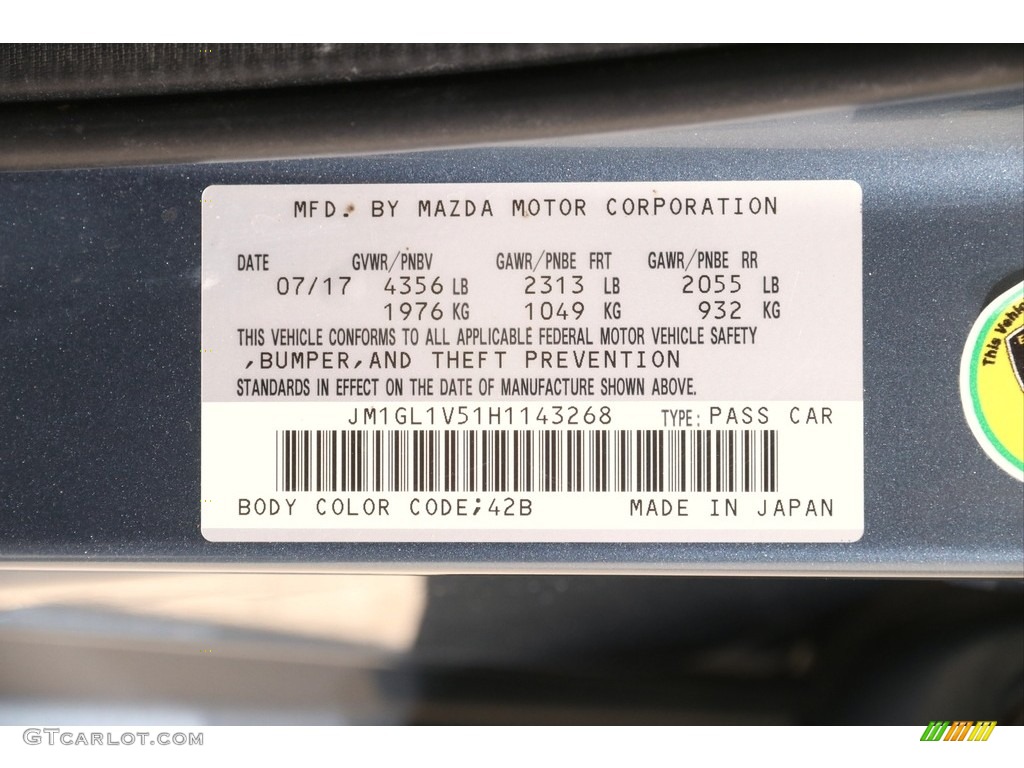 MFD. BY MAZDA MOTOR CORPORATION
DATE GVWR/PNBV GAWR/PNBE FRT GAWR/PNBE RR
07/17 4356 LB 2313 LB 2055 LB
1976 KG 1049 KG 932 KG
THIS VEHICLE CONFORMS TO ALL APPLICABLE FEDERAL MOTOR VEHICLE SAFETY
,BUMPER,AND THEFT PREVENTION
STANDARDS IN EFFECT ON THE DATE OF MANUFACTURE SHOWN ABOVE.
JM1GL1V51H1143268 TYPE: PASS CAR
BODY COLOR CODE;42B MADE IN JAPAN
This Vehicle
GTCARLOT.COM